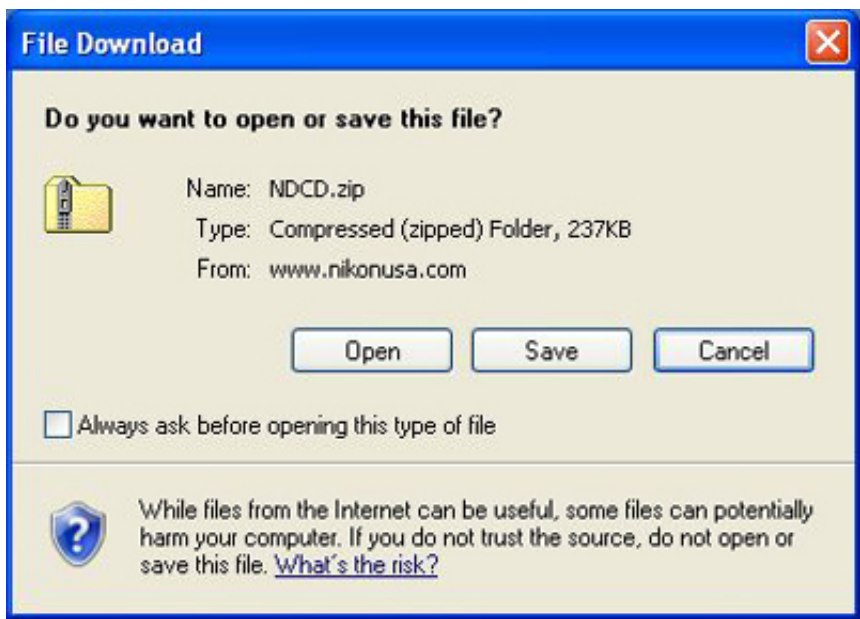 File Download
Do you want to open or save this file?
Name: NDCD.zip
Type: Compressed (zipped) Folder, 237KB
From: www.nikonusa.com
Open Save Cancel
Always ask before opening this type of file
While files from the Internet can be useful, some files can potentially
harm your computer. If you do not trust the source, do not open or
save this file. What's the risk?